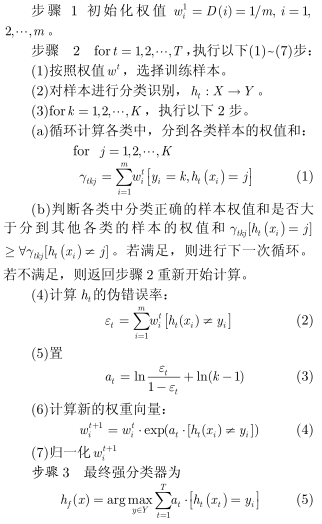 步骤 1 初始化权值 $w_i^1 = D(i) = 1/m, i = 1,$
$2, \cdots, m$ 。
步骤 2 for $t = 1, 2, \cdots, T$ ,执行以下(1)~(7)步:
(1)按照权值 $w^t$ ,选择训练样本。
(2)对样本进行分类识别, $h_t : X \to Y$ 。
(3)for $k = 1, 2, \cdots, K$ ,执行以下 2 步。
(a)循环计算各类中,分到各类样本的权值和:
for $j = 1, 2, \cdots, K$
$\gamma_{tkj} = \sum_{i=1}^{m} w_i^t [y_i = k, h_t(x_i) = j]$ (1)
(b)判断各类中分类正确的样本权值和是否大
于分到其他各类的样本的权值和 $\gamma_{tkj}[h_t(x_i) = j]$
$\geq \forall \gamma_{tkj}[h_t(x_i) \neq j]$ 。若满足,则进行下一次循环。
若不满足,则返回步骤 2 重新开始计算。
(4)计算 $h_t$ 的伪错误率:
$\varepsilon_t = \sum_{i=1}^{m} w_i^t [h_t(x_i) \neq y_i]$ (2)
(5)置
$a_t = \ln \frac{\varepsilon_t}{1 - \varepsilon_t} + \ln(k - 1)$ (3)
(6)计算新的权重向量:
$w_i^{t+1} = w_i^t \cdot \exp(a_t \cdot [h_t(x_i) \neq y_i])$ (4)
(7)归一化 $w_i^{t+1}$
步骤 3 最终强分类器为
$h_f(x) = \arg \max_{y \in Y} \sum_{t=1}^{T} a_t \cdot [h_t(x_t) = y_i]$ (5)